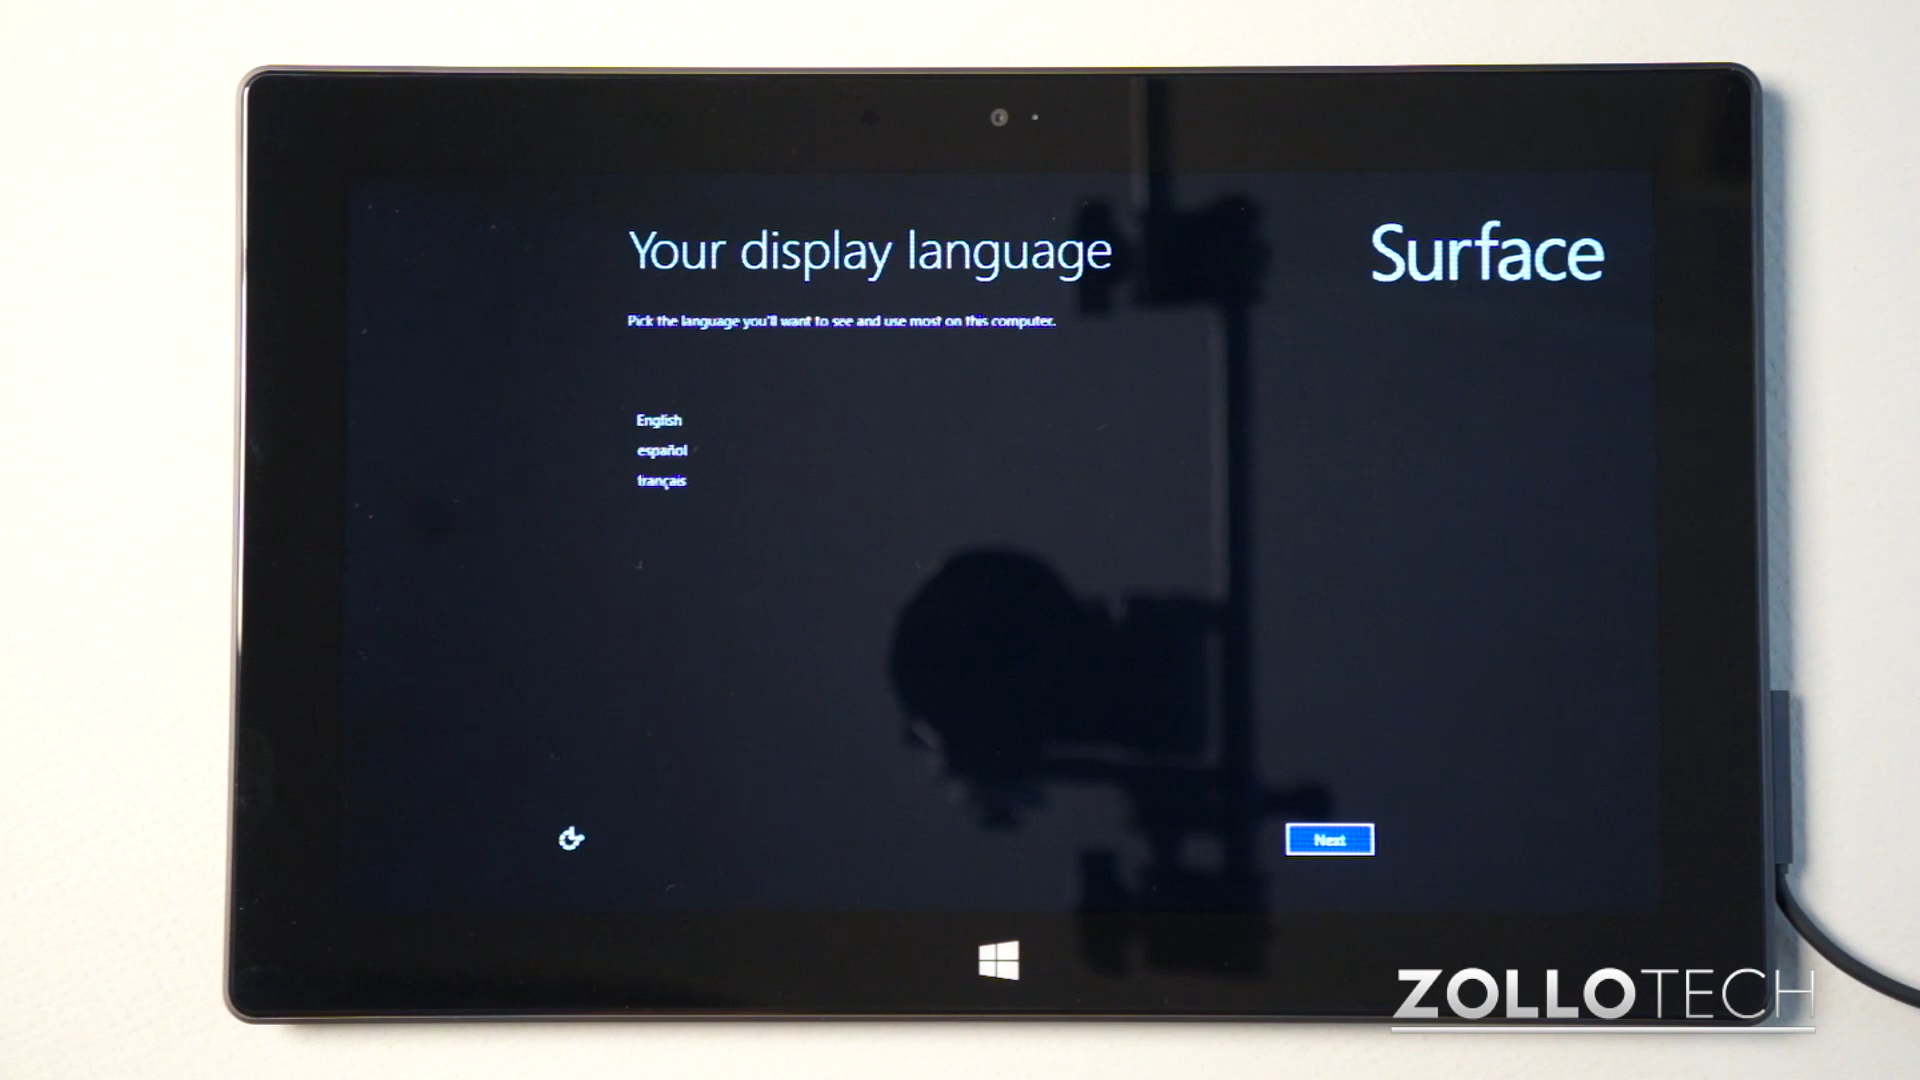 Your display language
Surface
Pick the language you'll want to see and use most on this computer.
English
español
français
Next
ZOLLOTECH